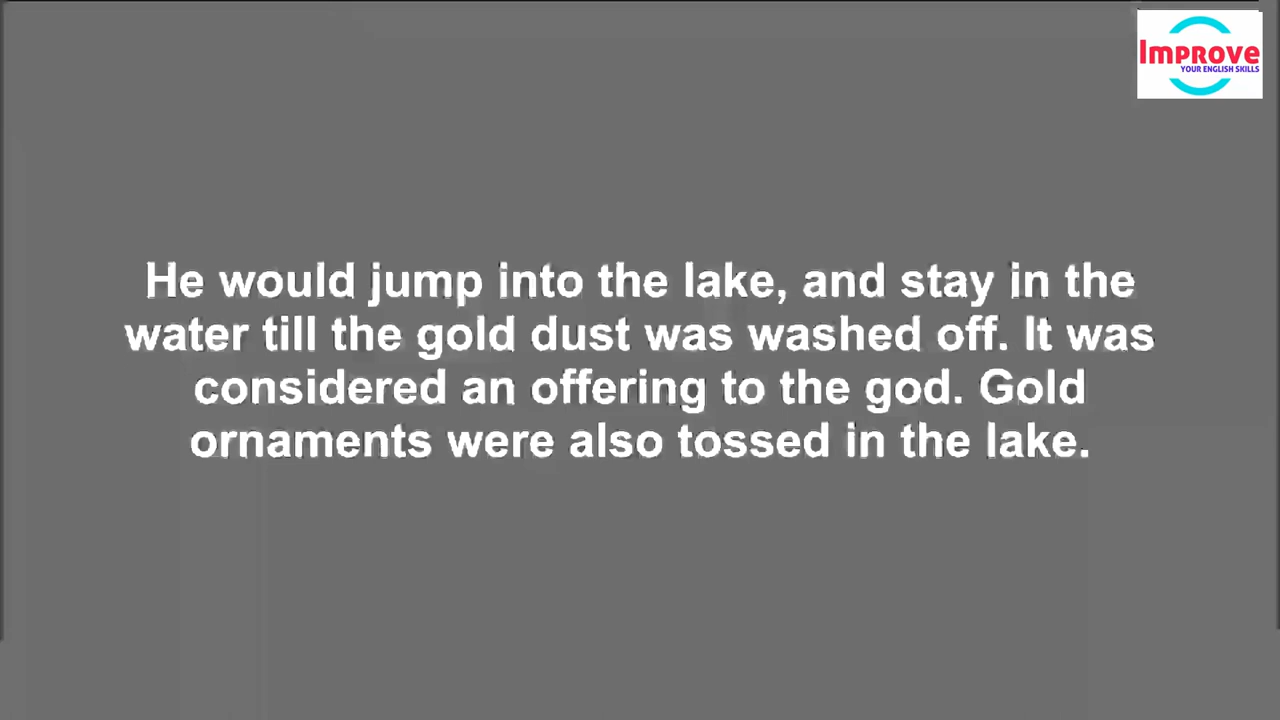 Improve
YOUR ENGLISH SKILLS
He would jump into the lake, and stay in the
water till the gold dust was washed off. It was
considered an offering to the god. Gold
ornaments were also tossed in the lake.